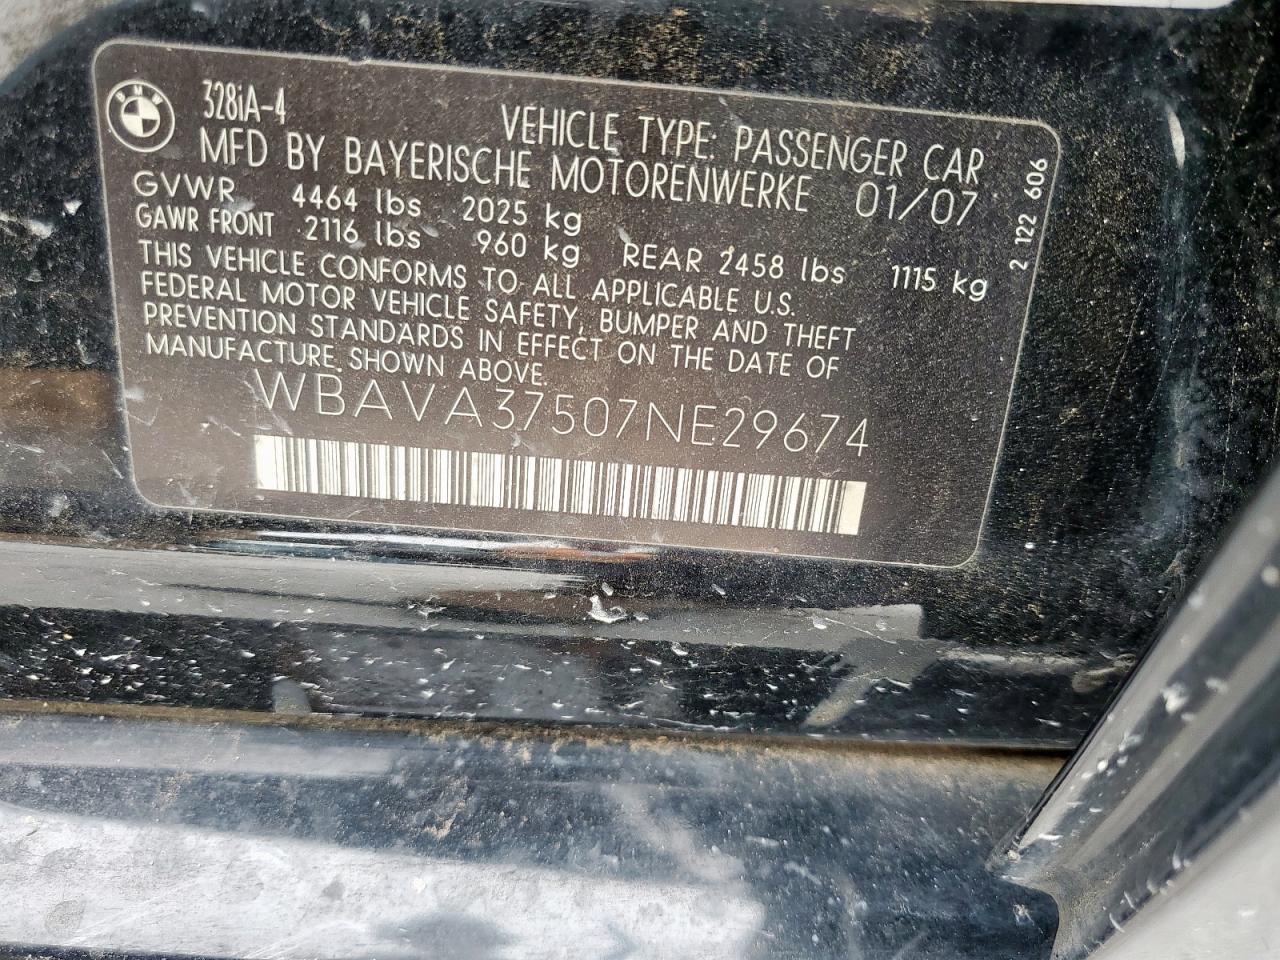 BMW
328iA-4
VEHICLE TYPE: PASSENGER CAR
MFD BY BAYERISCHE MOTORENWERKE 01/07
GVWR 4464 lbs 2025 kg
GAWR FRONT 2116 lbs 960 kg REAR 2458 lbs 1115 kg
THIS VEHICLE CONFORMS TO ALL APPLICABLE U.S.
FEDERAL MOTOR VEHICLE SAFETY, BUMPER AND THEFT
PREVENTION STANDARDS IN EFFECT ON THE DATE OF
MANUFACTURE SHOWN ABOVE.
WBAVA37507NE29674
2 122 606